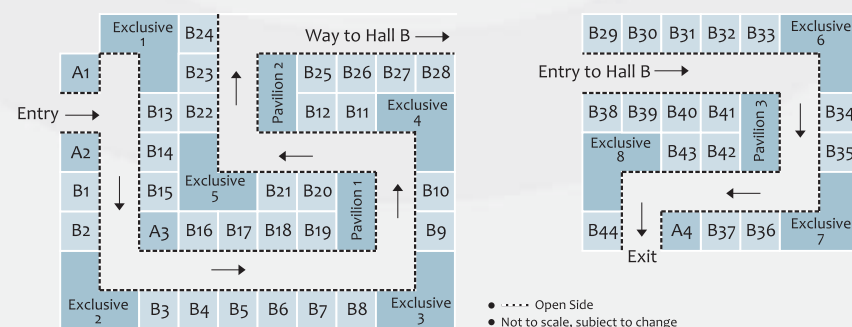 Exclusive
1
B24
Way to Hall B
A1
B23
Pavilion 2
B25
B26
B27
B28
Entry
B13
B22
B12
B11
Exclusive
4
A2
B14
B1
B15
Exclusive
5
B21
B20
Pavilion 1
B10
B2
A3
B16
B17
B18
B19
B9
Exclusive
2
B3
B4
B5
B6
B7
B8
Exclusive
3
B29
B30
B31
B32
B33
Exclusive
6
Entry to Hall B
B38
B39
B40
B41
Pavilion 3
B34
Exclusive
8
B43
B42
B35
B44
A4
B37
B36
Exclusive
7
Exit
Open Side
Not to scale, subject to change